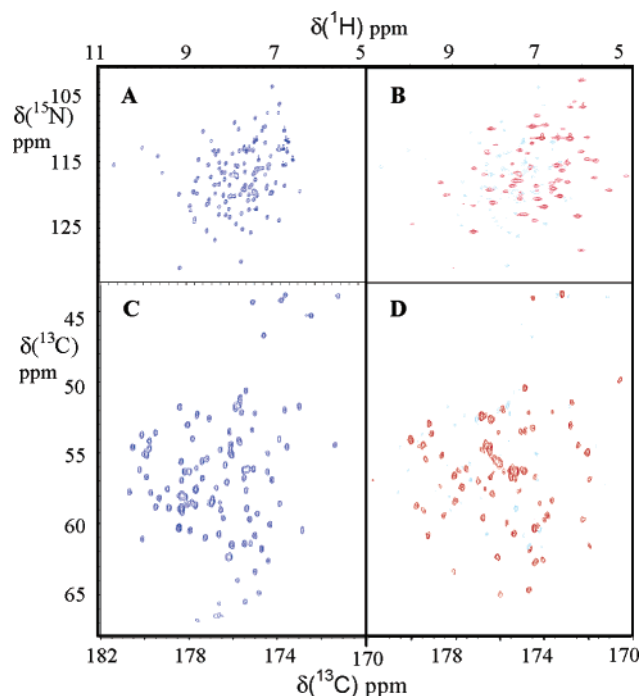 δ(¹H) ppm
11 9 7 5 9 7 5
A B
105
δ(¹⁵N)
ppm
115
125
C D
45
δ(¹³C)
ppm
50
55
60
65
182 178 174 170 178 174 170
δ(¹³C) ppm